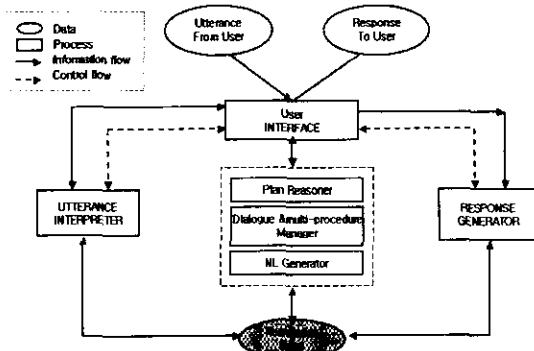 Data
Process
Information flow
Control flow
Utterance
From User
Response
To User
User
INTERFACE
Plan Reasoner
Dialogue &multi-procedure
Manager
NL Generator
UTTERANCE
INTERPRETER
RESPONSE
GENERATOR